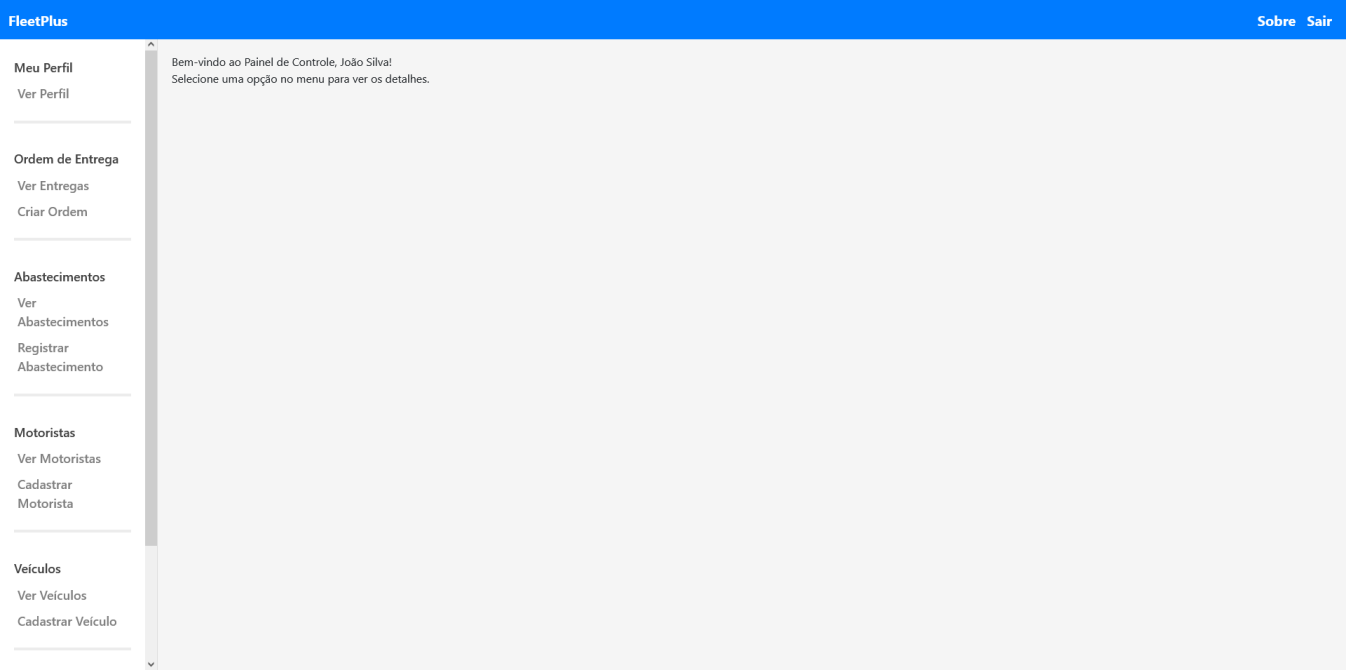 FleetPlus
Sobre
Sair
Meu Perfil
Ver Perfil
Ordem de Entrega
Ver Entregas
Criar Ordem
Abastecimentos
Ver
Abastecimentos
Registrar
Abastecimento
Motoristas
Ver Motoristas
Cadastrar
Motorista
Veículos
Ver Veículos
Cadastrar Veículo
Bem-vindo ao Painel de Controle, João Silva!
Selecione uma opção no menu para ver os detalhes.